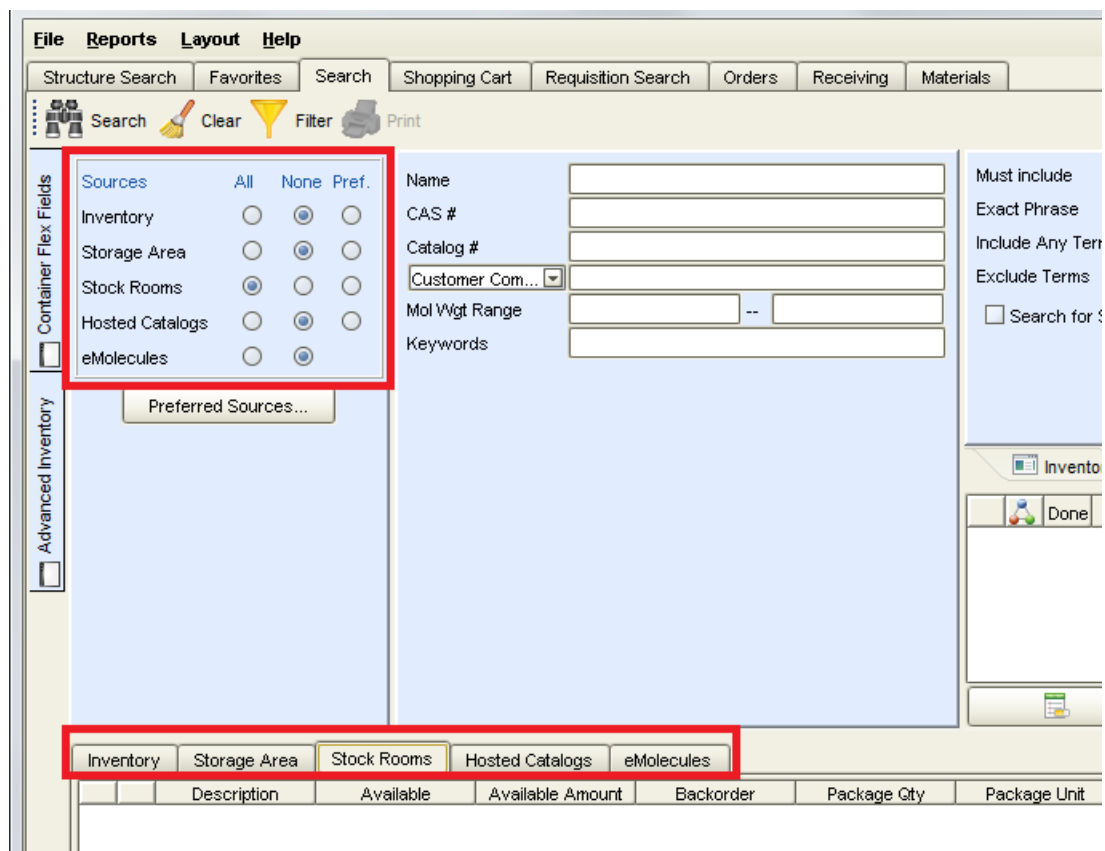 File Reports Layout Help
Structure Search Favorites Search Shopping Cart Requisition Search Orders Receiving Materials
Search Clear Filter Print
Container Flex Fields
Advanced Inventory
Sources All None Pref.
Inventory
Storage Area
Stock Rooms
Hosted Catalogs
eMolecules
Preferred Sources...
Name
CAS #
Catalog #
Customer Com...
Mol Wgt Range --
Keywords
Must include
Exact Phrase
Include Any Terr
Exclude Terms
Search for S
Invento
Done
Inventory Storage Area Stock Rooms Hosted Catalogs eMolecules
Description Available Available Amount Backorder Package Qty Package Unit